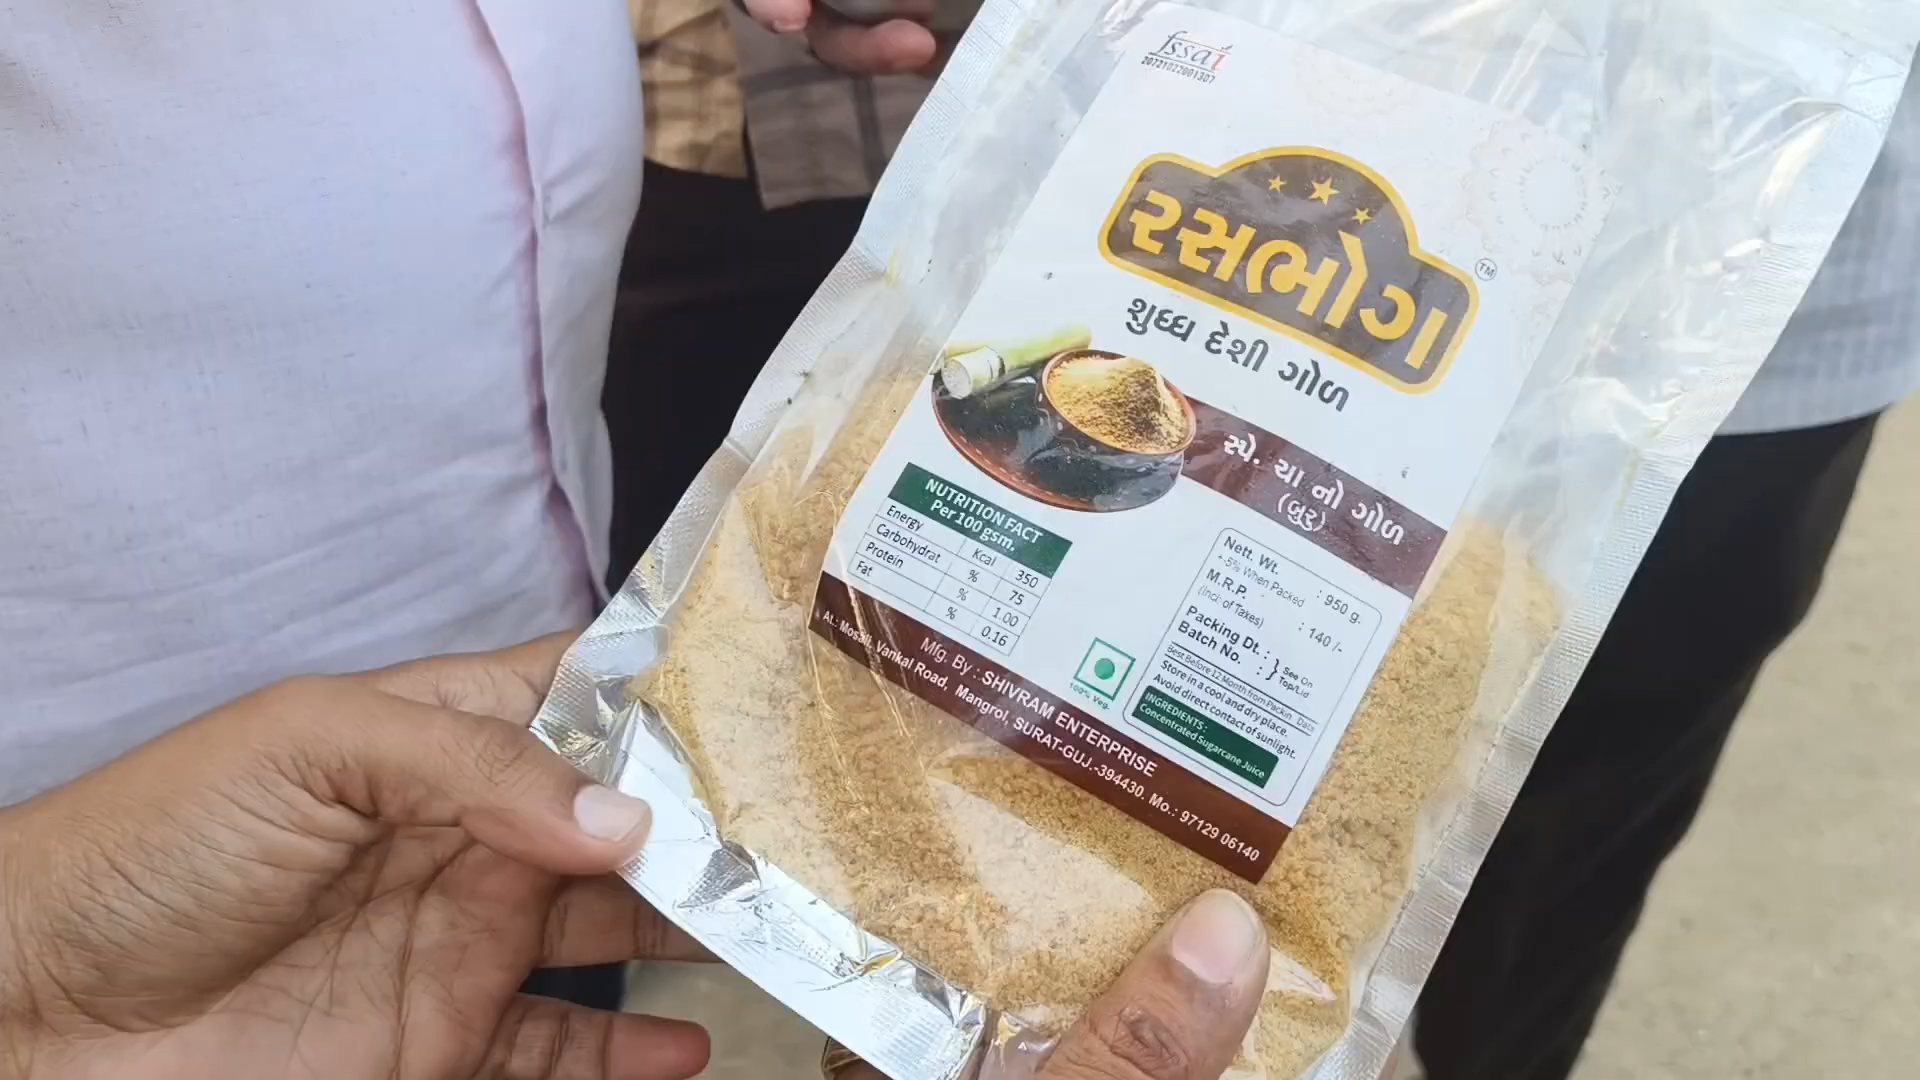 fssai
20721022001307
રસભોગ
TM
શુધ્ધ દેશી ગોળ
સ્પે. ચા નો ગોળ
(બુરુ)
NUTRITION FACT
Per 100 gsm.
Energy Kcal 350
Carbohydrat % 75
Protein % 1.00
Fat % 0.16
100% Veg.
Nett. Wt. : 950 g.
+-5% When Packed
M.R.P. : 140 /-
(Incl. of Taxes)
Packing Dt. :
Batch No. :
} See On
Top/Lid
Best Before 12 Month from Packin Date
Store in a cool and dry place.
Avoid direct contact of sunlight.
INGREDIENTS :
Concentrated Sugarcane Juice
Mfg. By : SHIVRAM ENTERPRISE
At.: Mosali, Vankal Road, Mangrol, SURAT-GUJ.-394430. Mo.: 97129 06140